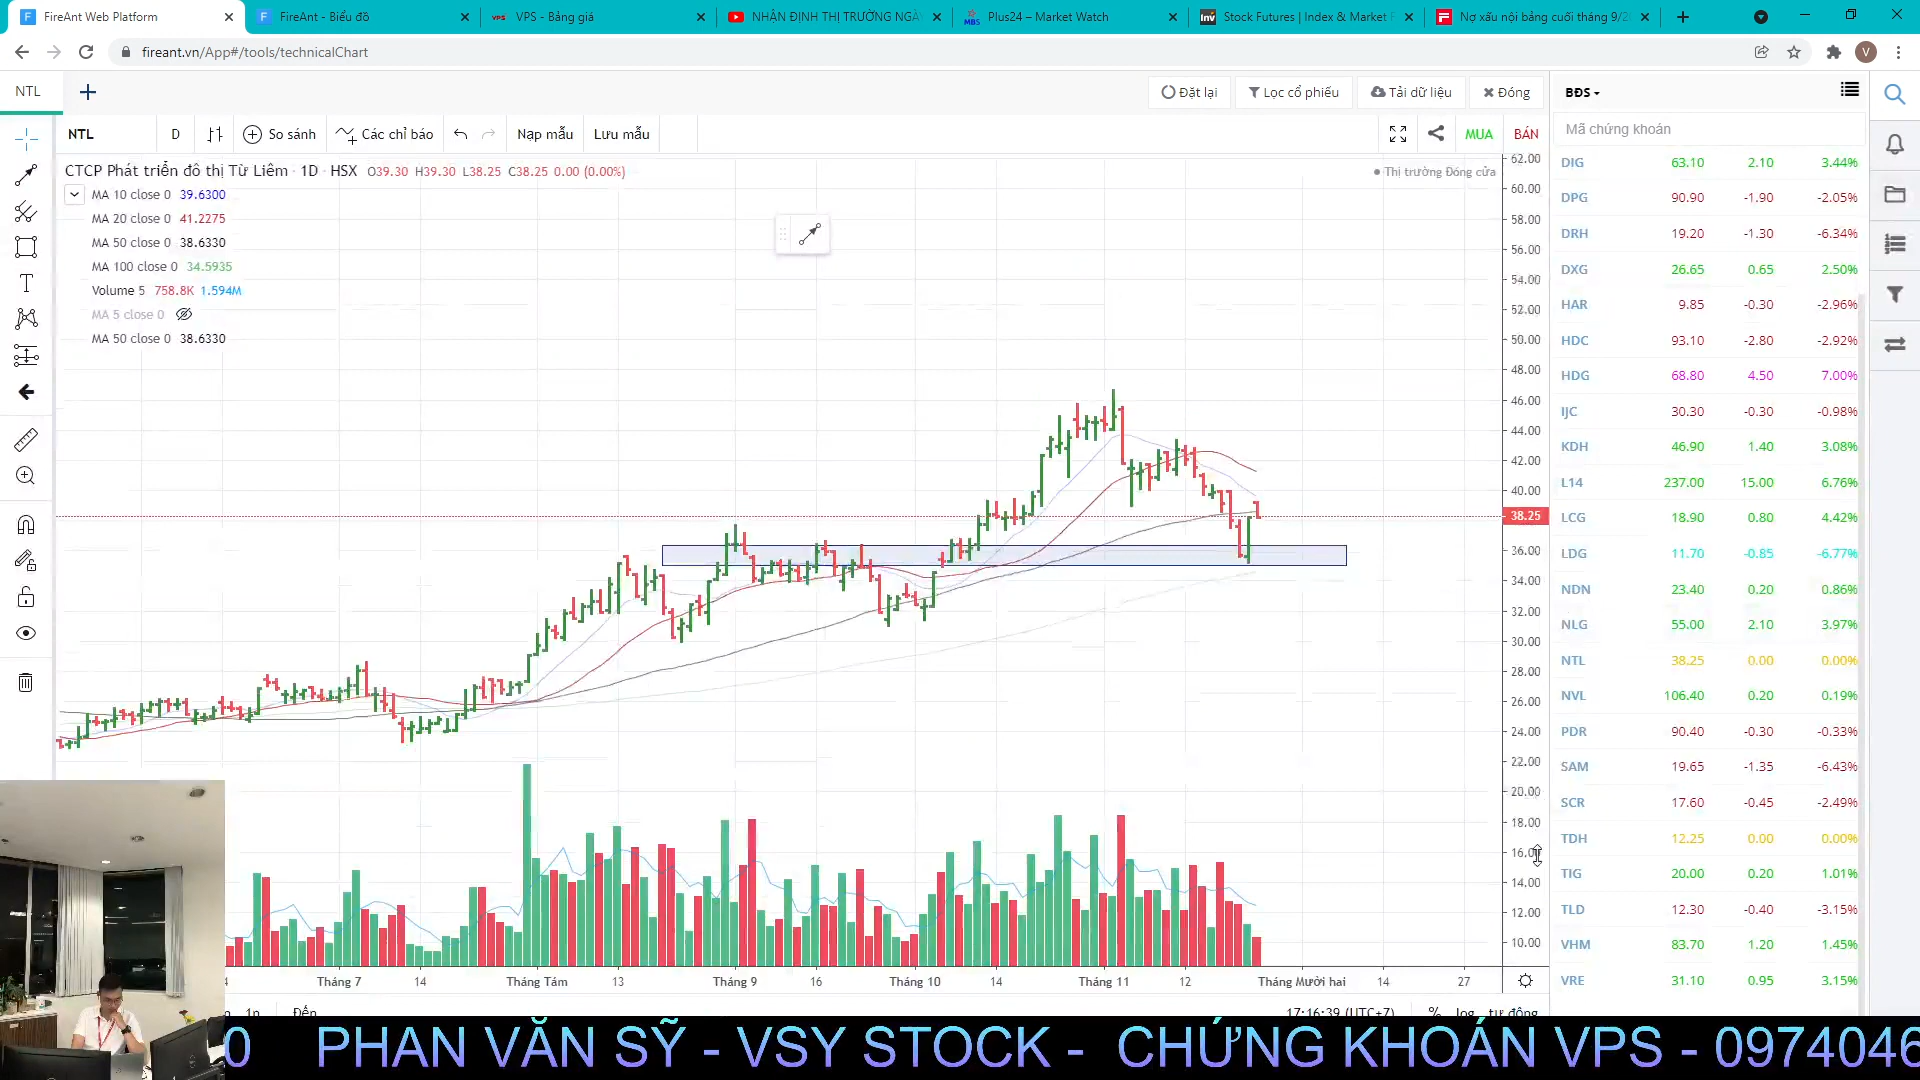 FireAnt Web Platform
FireAnt - Biểu đồ
VPS - Bảng giá
NHẬN ĐỊNH THỊ TRƯỜNG NGÀY
Plus24 – Market Watch
Stock Futures | Index & Market F
Nợ xấu nội bảng cuối tháng 9/2
fireant.vn/App#/tools/technicalChart
V
NTL
Đặt lại
Lọc cổ phiếu
Tải dữ liệu
Đóng
BĐS
NTL
D
So sánh
Các chỉ báo
Nạp mẫu
Lưu mẫu
MUA
BÁN
Mã chứng khoán
CTCP Phát triển đô thị Từ Liêm · 1D · HSX O39.30 H39.30 L38.25 C38.25 0.00 (0.00%)
Thị trường Đóng cửa
MA 10 close 0 39.6300
MA 20 close 0 41.2275
MA 50 close 0 38.6330
MA 100 close 0 34.5935
Volume 5 758.8K 1.594M
MA 5 close 0
MA 50 close 0 38.6330
62.00
60.00
58.00
56.00
54.00
52.00
50.00
48.00
46.00
44.00
42.00
40.00
38.25
36.00
34.00
32.00
30.00
28.00
26.00
24.00
22.00
20.00
18.00
16.00
14.00
12.00
10.00
DIG 63.10 2.10 3.44%
DPG 90.90 -1.90 -2.05%
DRH 19.20 -1.30 -6.34%
DXG 26.65 0.65 2.50%
HAR 9.85 -0.30 -2.96%
HDC 93.10 -2.80 -2.92%
HDG 68.80 4.50 7.00%
IJC 30.30 -0.30 -0.98%
KDH 46.90 1.40 3.08%
L14 237.00 15.00 6.76%
LCG 18.90 0.80 4.42%
LDG 11.70 -0.85 -6.77%
NDN 23.40 0.20 0.86%
NLG 55.00 2.10 3.97%
NTL 38.25 0.00 0.00%
NVL 106.40 0.20 0.19%
PDR 90.40 -0.30 -0.33%
SAM 19.65 -1.35 -6.43%
SCR 17.60 -0.45 -2.49%
TDH 12.25 0.00 0.00%
TIG 20.00 0.20 1.01%
TLD 12.30 -0.40 -3.15%
VHM 83.70 1.20 1.45%
VRE 31.10 0.95 3.15%
4 Tháng 7 14 Tháng Tám 13 Tháng 9 16 Tháng 10 14 Tháng 11 12 Tháng Mười hai 14 27
1n Đến 17:16:39 (UTC+7) % log tự động
0 PHAN VĂN SỸ - VSY STOCK - CHỨNG KHOÁN VPS - 0974046